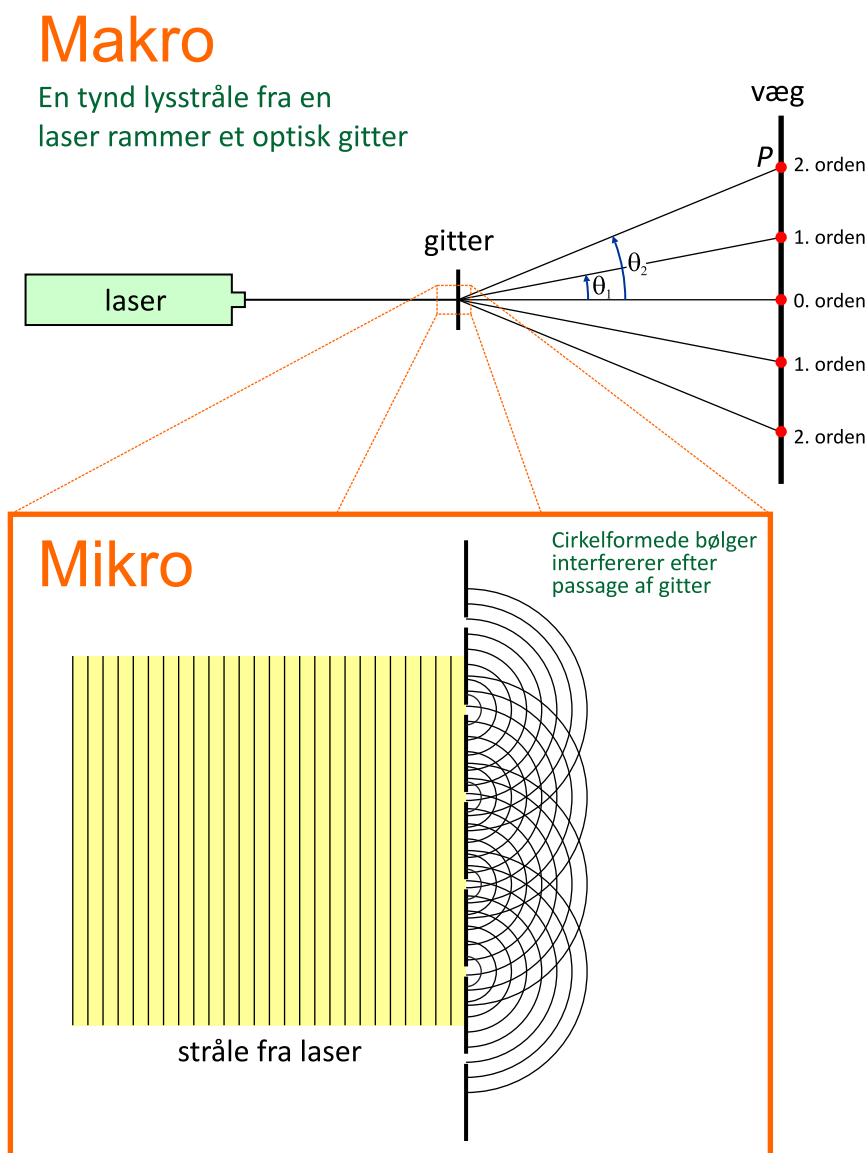 Makro
En tynd lysstråle fra en
laser rammer et optisk gitter
væg
P
2. orden
gitter
1. orden
θ2
θ1
laser
0. orden
1. orden
2. orden
Mikro
Cirkelformede bølger
interfererer efter
passage af gitter
stråle fra laser